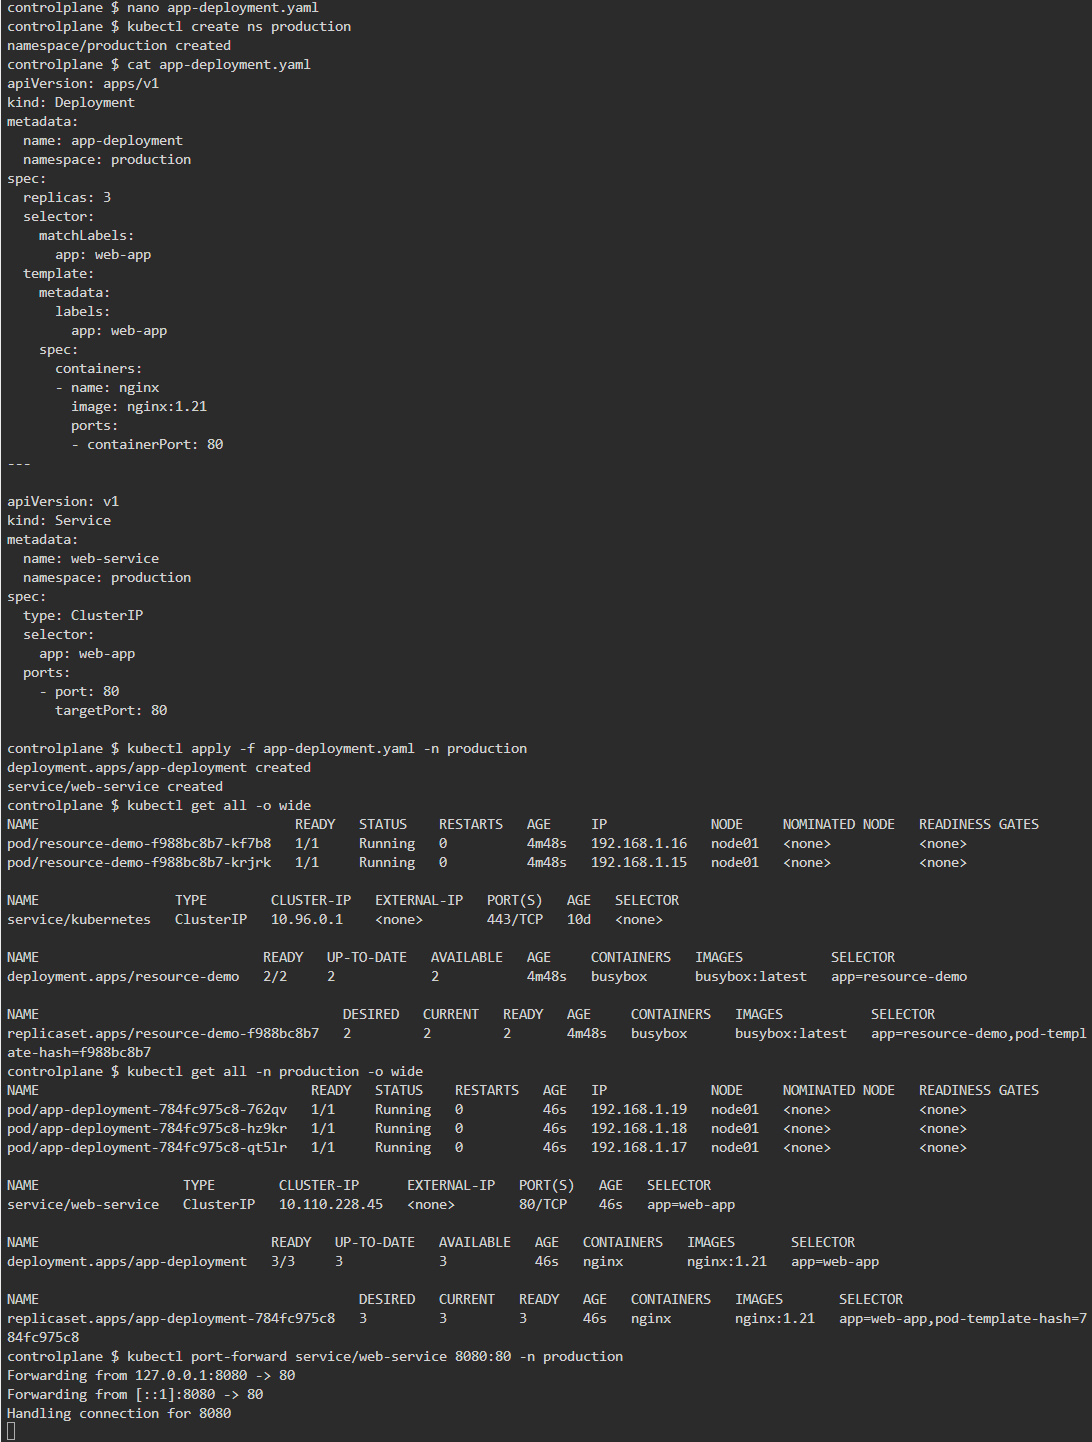 controlplane $ nano app-deployment.yaml
controlplane $ kubectl create ns production
namespace/production created
controlplane $ cat app-deployment.yaml
apiVersion: apps/v1
kind: Deployment
metadata:
  name: app-deployment
  namespace: production
spec:
  replicas: 3
  selector:
    matchLabels:
      app: web-app
  template:
    metadata:
      labels:
        app: web-app
    spec:
      containers:
      - name: nginx
        image: nginx:1.21
        ports:
        - containerPort: 80
---

apiVersion: v1
kind: Service
metadata:
  name: web-service
  namespace: production
spec:
  type: ClusterIP
  selector:
    app: web-app
  ports:
    - port: 80
      targetPort: 80

controlplane $ kubectl apply -f app-deployment.yaml -n production
deployment.apps/app-deployment created
service/web-service created
controlplane $ kubectl get all -o wide
NAME                                READY   STATUS    RESTARTS   AGE     IP             NODE     NOMINATED NODE   READINESS GATES
pod/resource-demo-f988bc8b7-kf7b8   1/1     Running   0          4m48s   192.168.1.16   node01   <none>           <none>
pod/resource-demo-f988bc8b7-krjrk   1/1     Running   0          4m48s   192.168.1.15   node01   <none>           <none>

NAME                 TYPE        CLUSTER-IP   EXTERNAL-IP   PORT(S)   AGE   SELECTOR
service/kubernetes   ClusterIP   10.96.0.1    <none>        443/TCP   10d   <none>

NAME                            READY   UP-TO-DATE   AVAILABLE   AGE     CONTAINERS   IMAGES           SELECTOR
deployment.apps/resource-demo   2/2     2            2           4m48s   busybox      busybox:latest   app=resource-demo

NAME                                      DESIRED   CURRENT   READY   AGE     CONTAINERS   IMAGES           SELECTOR
replicaset.apps/resource-demo-f988bc8b7   2         2         2       4m48s   busybox      busybox:latest   app=resource-demo,pod-templ
ate-hash=f988bc8b7
controlplane $ kubectl get all -n production -o wide
NAME                                  READY   STATUS    RESTARTS   AGE   IP             NODE     NOMINATED NODE   READINESS GATES
pod/app-deployment-784fc975c8-762qv   1/1     Running   0          46s   192.168.1.19   node01   <none>           <none>
pod/app-deployment-784fc975c8-hz9kr   1/1     Running   0          46s   192.168.1.18   node01   <none>           <none>
pod/app-deployment-784fc975c8-qt5lr   1/1     Running   0          46s   192.168.1.17   node01   <none>           <none>

NAME                  TYPE        CLUSTER-IP      EXTERNAL-IP   PORT(S)   AGE   SELECTOR
service/web-service   ClusterIP   10.110.228.45   <none>        80/TCP    46s   app=web-app

NAME                             READY   UP-TO-DATE   AVAILABLE   AGE   CONTAINERS   IMAGES       SELECTOR
deployment.apps/app-deployment   3/3     3            3           46s   nginx        nginx:1.21   app=web-app

NAME                                        DESIRED   CURRENT   READY   AGE   CONTAINERS   IMAGES       SELECTOR
replicaset.apps/app-deployment-784fc975c8   3         3         3       46s   nginx        nginx:1.21   app=web-app,pod-template-hash=7
84fc975c8
controlplane $ kubectl port-forward service/web-service 8080:80 -n production
Forwarding from 127.0.0.1:8080 -> 80
Forwarding from [::1]:8080 -> 80
Handling connection for 8080